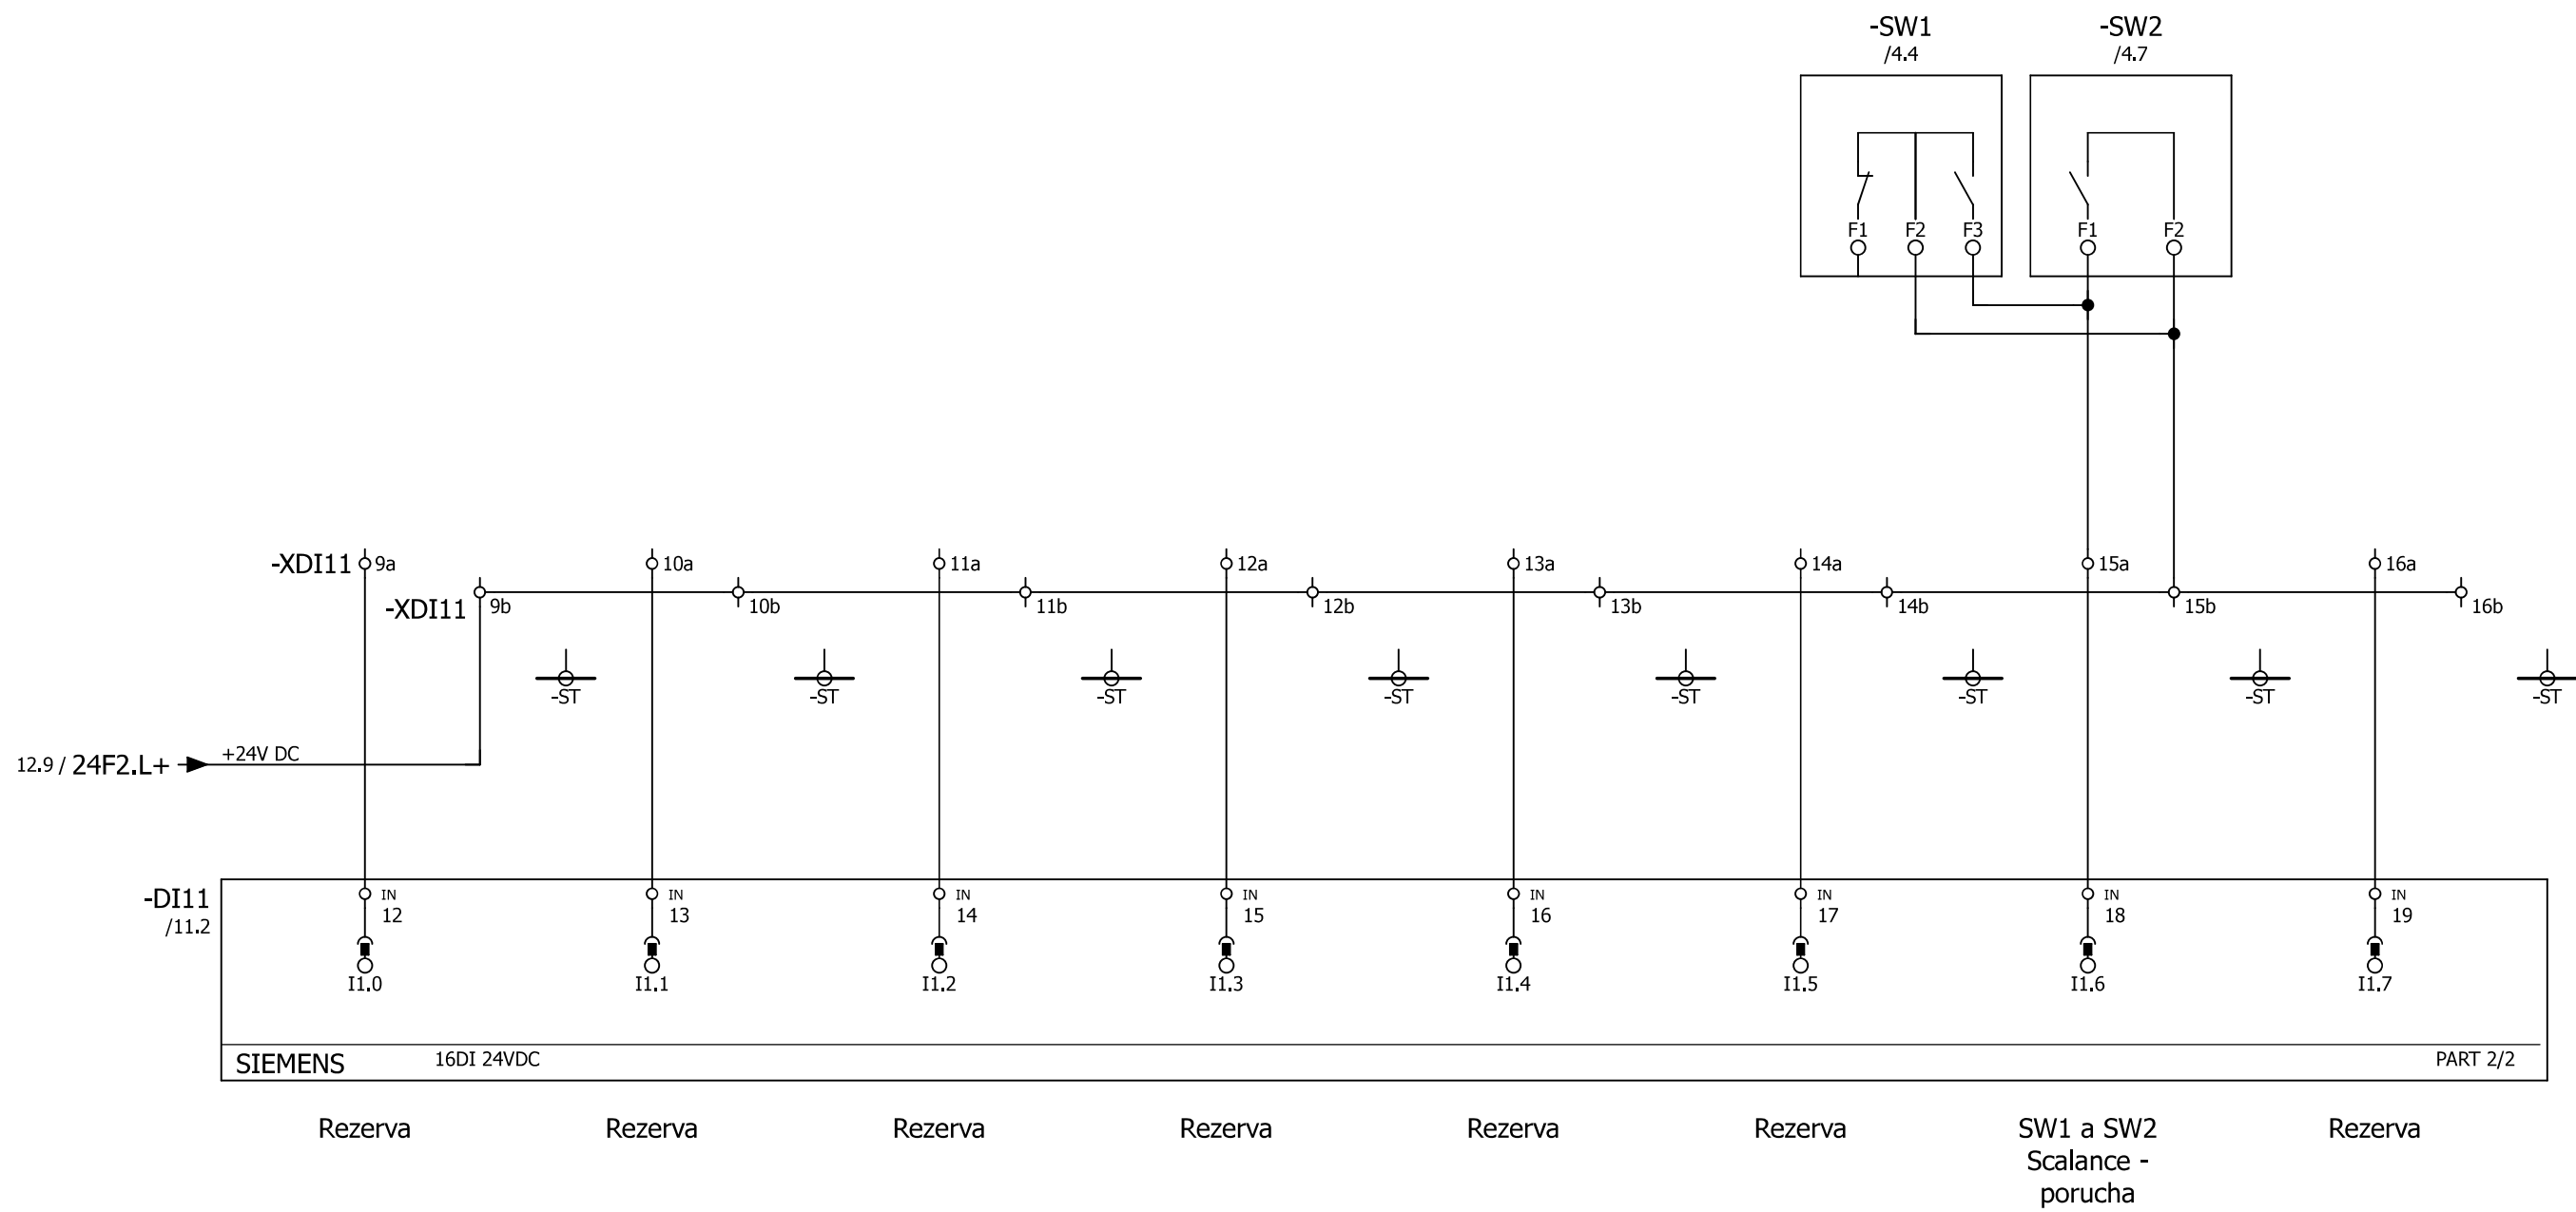 -SW1
/4.4
-SW2
/4.7
F1
F2
F3
F1
F2
-XDI11
9a
10a
11a
12a
13a
14a
15a
16a
-XDI11
9b
10b
11b
12b
13b
14b
15b
16b
-ST
-ST
-ST
-ST
-ST
-ST
-ST
-ST
12.9 / 24F2.L+
+24V DC
-DI11
/11.2
IN
12
IN
13
IN
14
IN
15
IN
16
IN
17
IN
18
IN
19
I1.0
I1.1
I1.2
I1.3
I1.4
I1.5
I1.6
I1.7
SIEMENS
16DI 24VDC
PART 2/2
Rezerva
Rezerva
Rezerva
Rezerva
Rezerva
Rezerva
SW1 a SW2
Scalance -
porucha
Rezerva